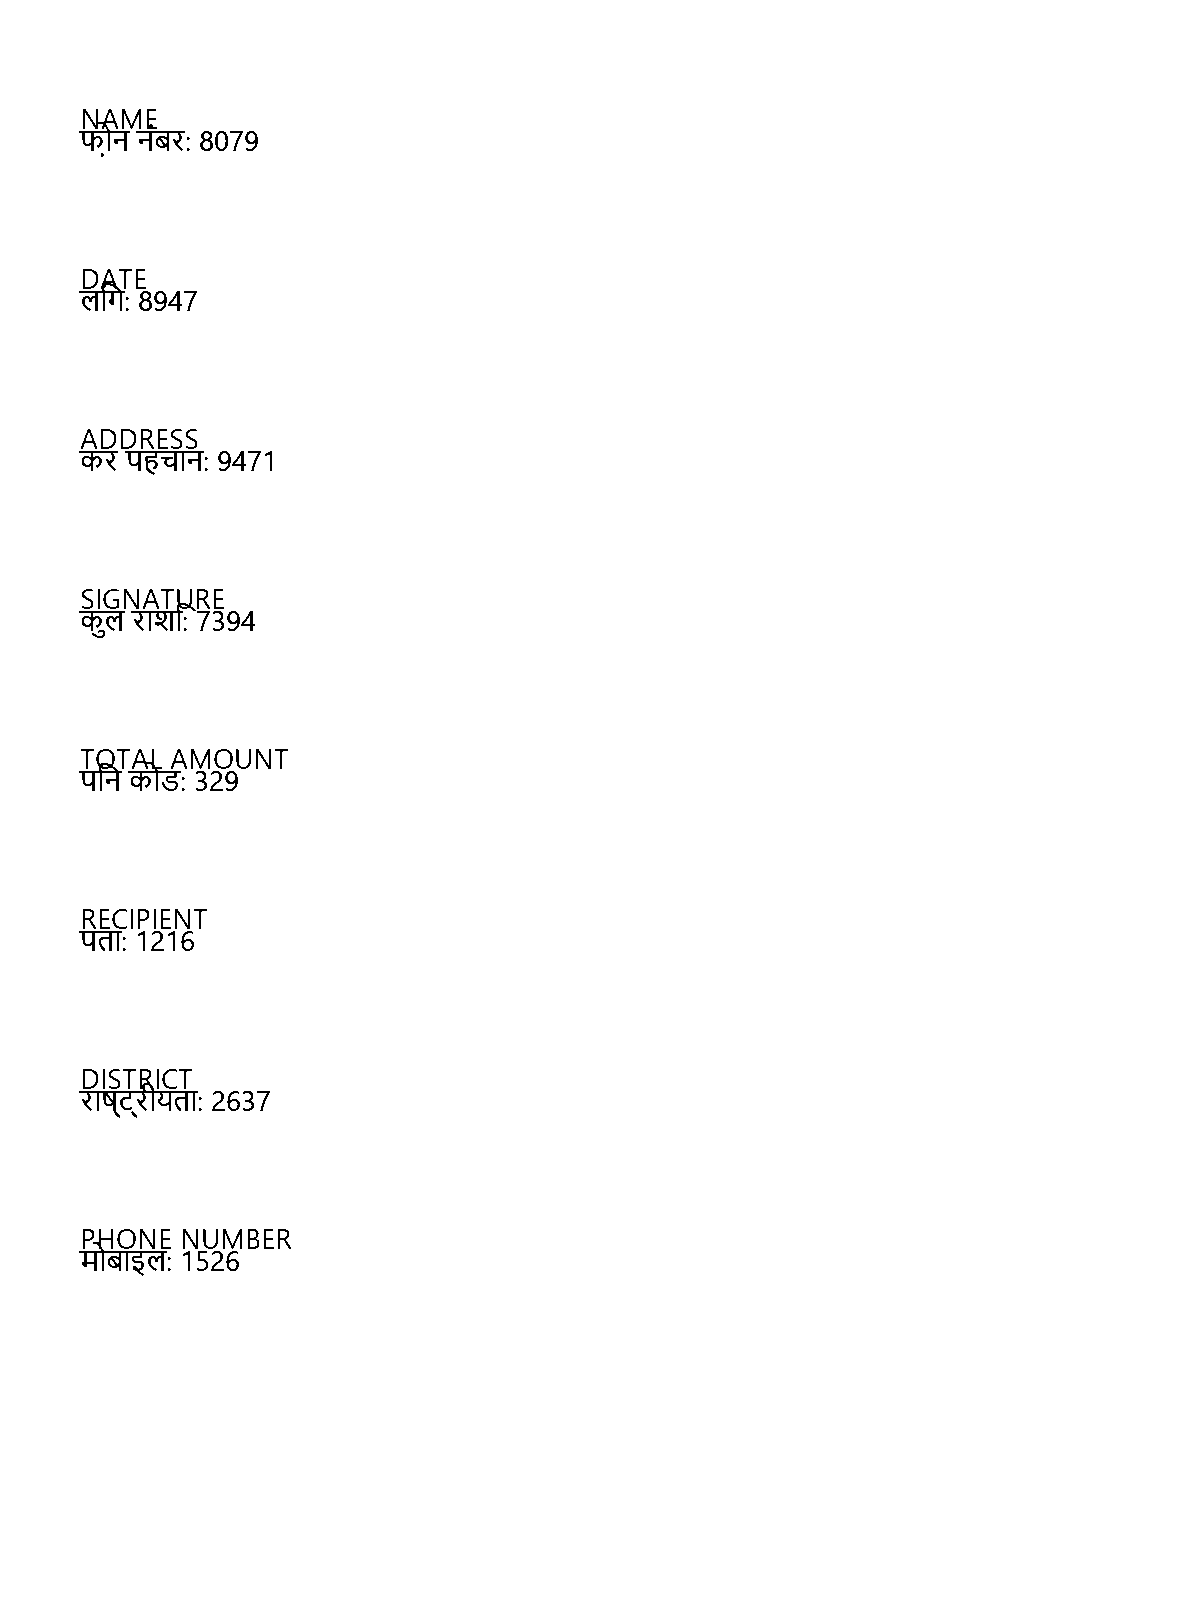 NAME
फ़ोन नंबर: 8079
DATE
लिंग: 8947
ADDRESS
कर पहचान: 9471
SIGNATURE
कुल राशि: 7394
TOTAL AMOUNT
पिन कोड: 329
RECIPIENT
पता: 1216
DISTRICT
राष्ट्रीयता: 2637
PHONE NUMBER
मोबाइल: 1526